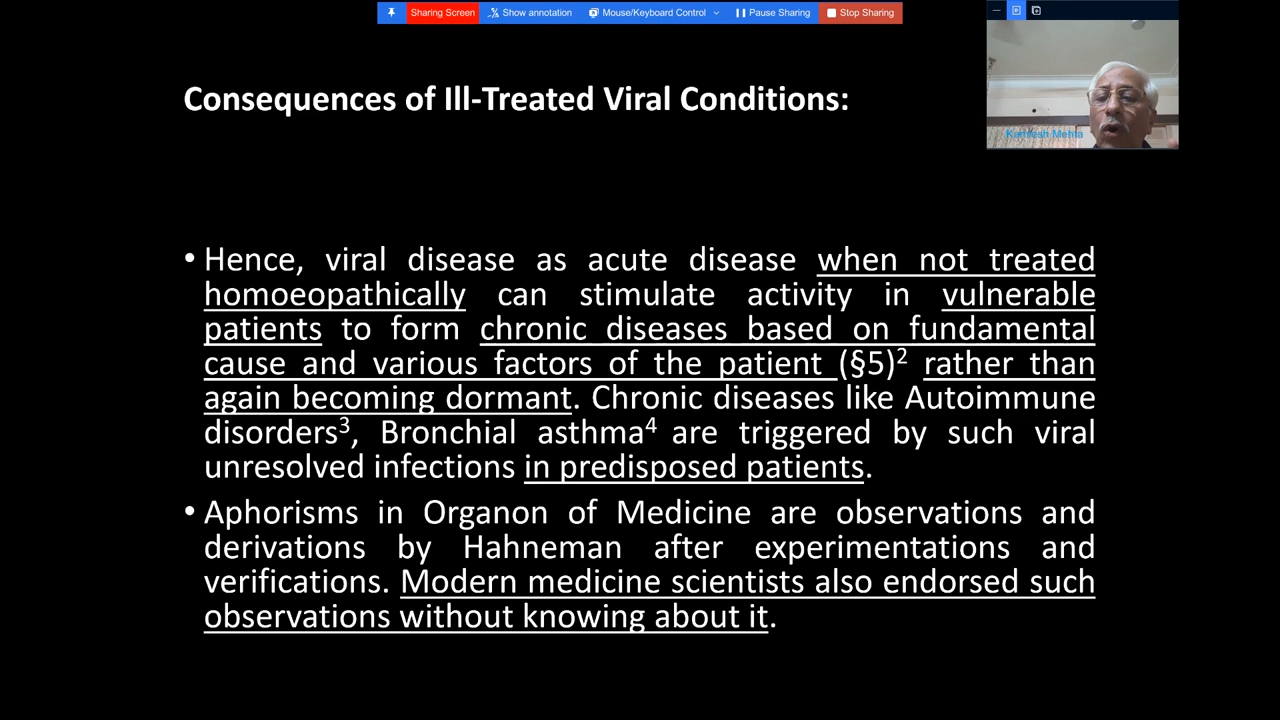 Sharing Screen
Show annotation
Mouse/Keyboard Control
Pause Sharing
Stop Sharing
Consequences of Ill-Treated Viral Conditions:
Kamlesh Mehta
• Hence, viral disease as acute disease when not treated
homoeopathically can stimulate activity in vulnerable
patients to form chronic diseases based on fundamental
cause and various factors of the patient (§5)² rather than
again becoming dormant. Chronic diseases like Autoimmune
disorders³, Bronchial asthma⁴ are triggered by such viral
unresolved infections in predisposed patients.
• Aphorisms in Organon of Medicine are observations and
derivations by Hahneman after experimentations and
verifications. Modern medicine scientists also endorsed such
observations without knowing about it.